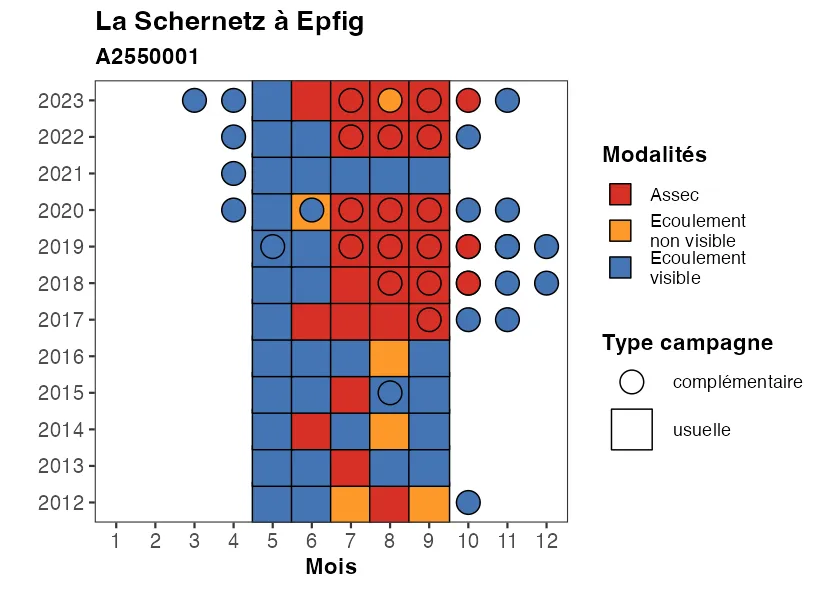 La Schernetz à Epfig
A2550001
2023
2022
2021
2020
2019
2018
2017
2016
2015
2014
2013
2012
1 2 3 4 5 6 7 8 9 10 11 12
Mois
Modalités
Assec
Ecoulement
non visible
Ecoulement
visible
Type campagne
complémentaire
usuelle